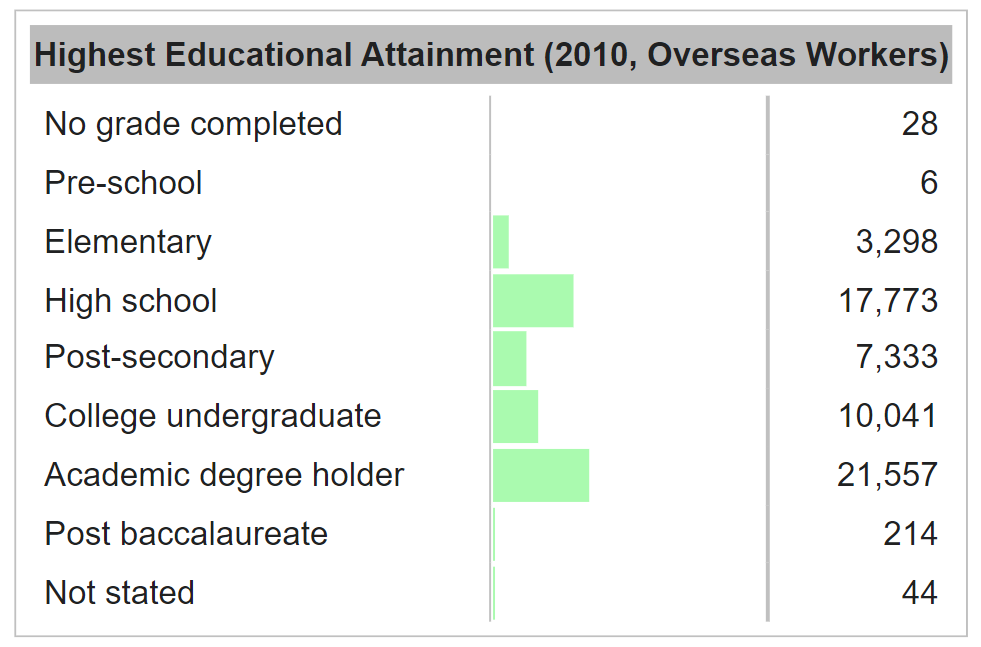 Highest Educational Attainment (2010, Overseas Workers)
No grade completed 28
Pre-school 6
Elementary 3,298
High school 17,773
Post-secondary 7,333
College undergraduate 10,041
Academic degree holder 21,557
Post baccalaureate 214
Not stated 44